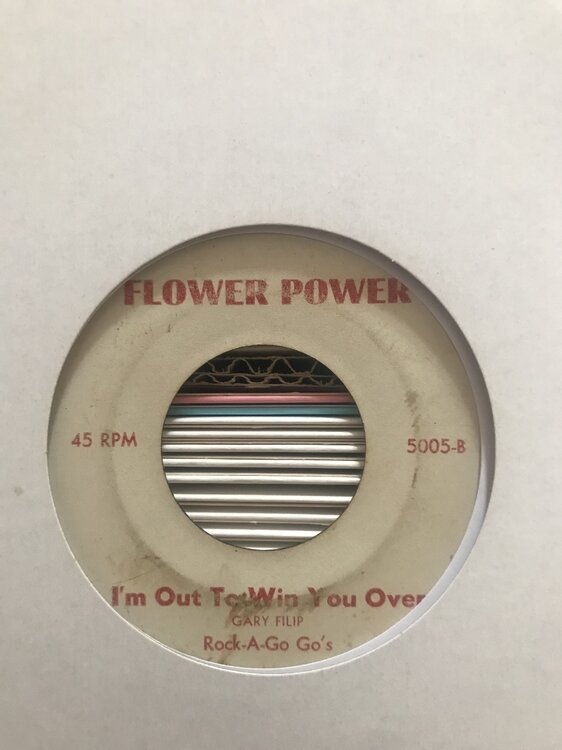 FLOWER POWER
45 RPM
5005-B
I'm Out To Win You Over
GARY FILIP
Rock-A-Go Go's